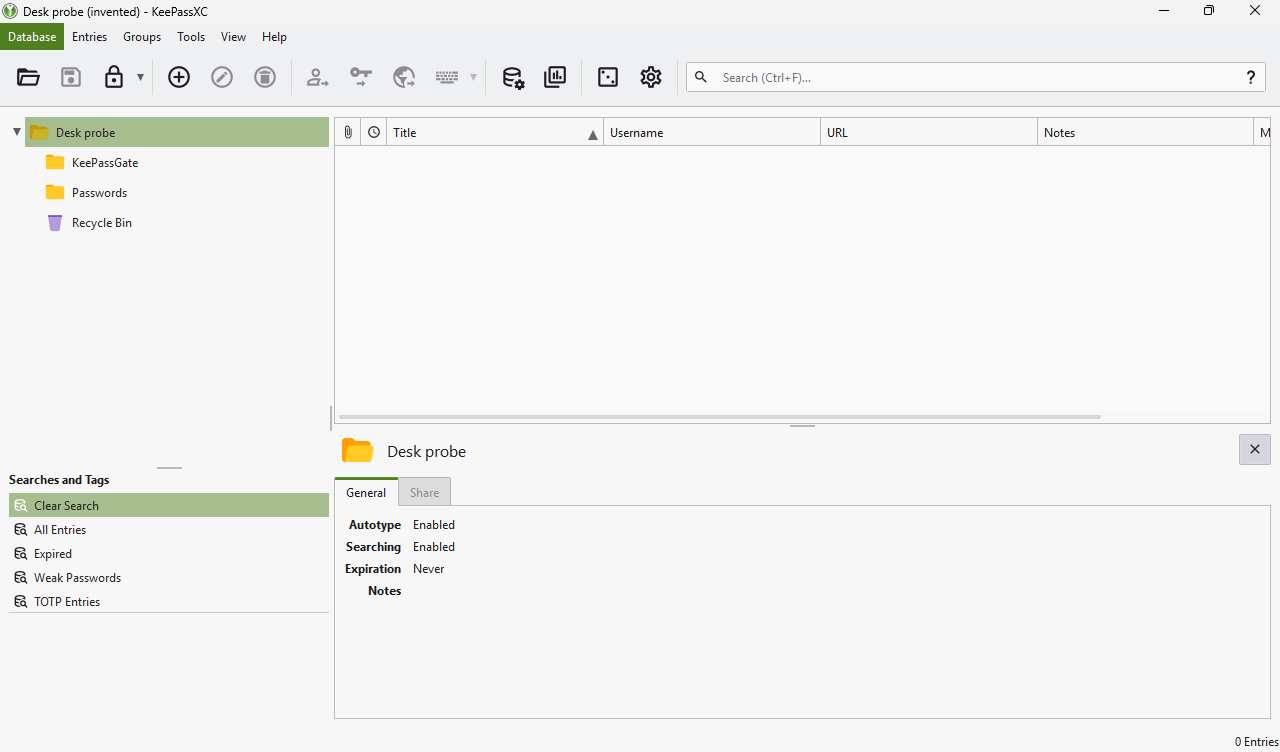 Desk probe (invented) - KeePassXC
Database Entries Groups Tools View Help
Search (Ctrl+F)... ?
Desk probe
KeePassGate
Passwords
Recycle Bin
Title Username URL Notes M
Desk probe
General Share
Autotype Enabled
Searching Enabled
Expiration Never
Notes
Searches and Tags
Clear Search
All Entries
Expired
Weak Passwords
TOTP Entries
0 Entries